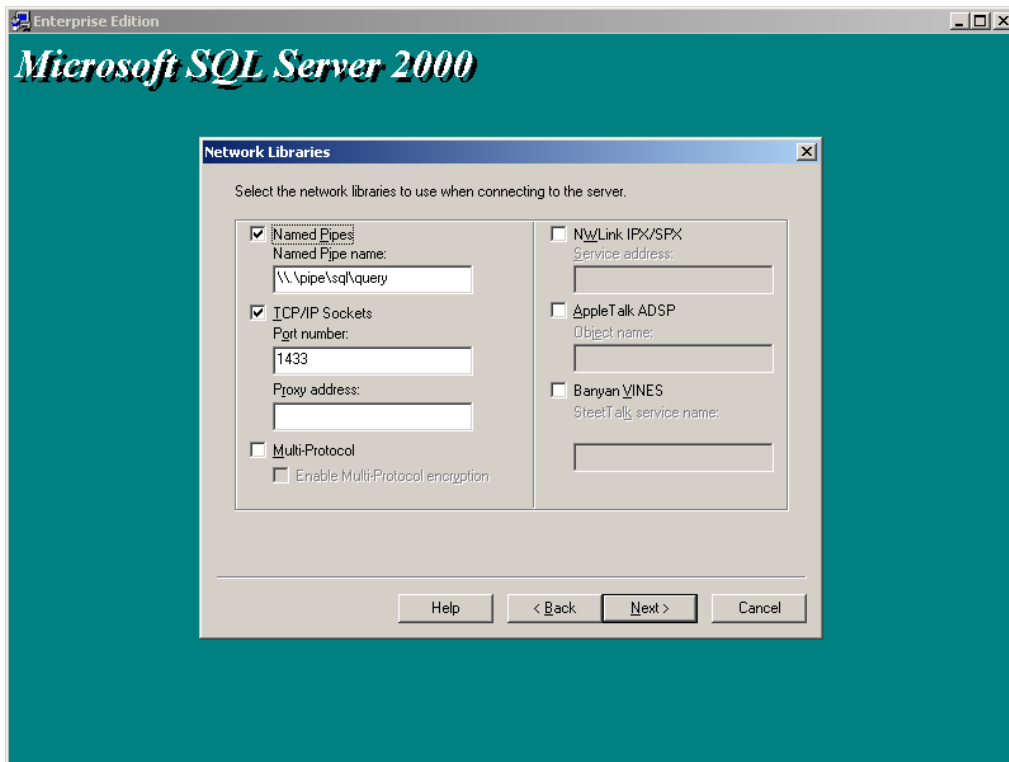 Enterprise Edition
Microsoft SQL Server 2000
Network Libraries
Select the network libraries to use when connecting to the server.
Named Pipes
Named Pipe name:
\\.\pipe\sql\query
TCP/IP Sockets
Port number:
1433
Proxy address:
Multi-Protocol
Enable Multi-Protocol encryption
NWLink IPX/SPX
Service address:
AppleTalk ADSP
Object name:
Banyan VINES
SteetTalk service name:
Help
< Back
Next >
Cancel